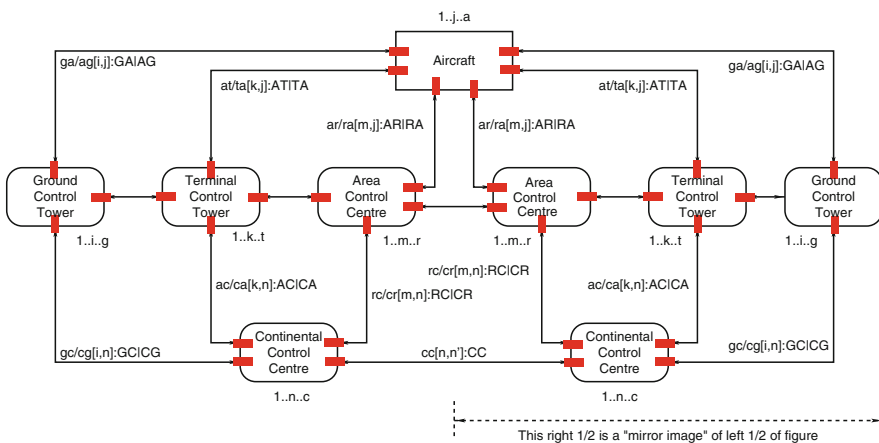 1..j..a
Aircraft
ga/ag[i,j]:GA|AG
ga/ag[i,j]:GA|AG
at/ta[k,j]:AT|TA
at/ta[k,j]:AT|TA
ar/ra[m,j]:AR|RA
ar/ra[m,j]:AR|RA
Ground
Control
Tower
Terminal
Control
Tower
Area
Control
Centre
Area
Control
Centre
Terminal
Control
Tower
Ground
Control
Tower
1..i..g
1..k..t
1..m..r
1..m..r
1..k..t
1..i..g
ac/ca[k,n]:AC|CA
rc/cr[m,n]:RC|CR
rc/cr[m,n]:RC|CR
ac/ca[k,n]:AC|CA
gc/cg[i,n]:GC|CG
Continental
Control
Centre
cc[n,n']:CC
Continental
Control
Centre
gc/cg[i,n]:GC|CG
1..n..c
1..n..c
This right 1/2 is a "mirror image" of left 1/2 of figure